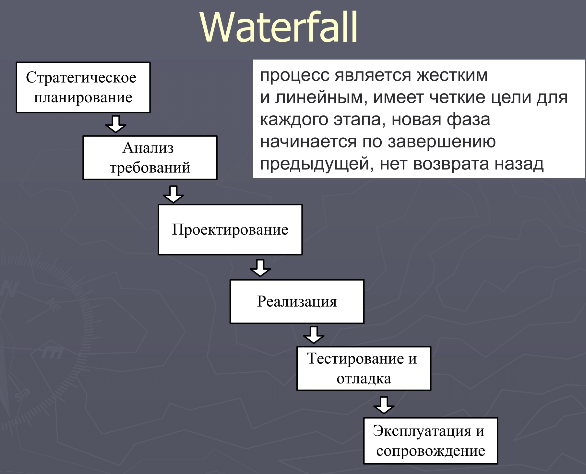 Waterfall
Стратегическое
планирование
процесс является жестким
и линейным, имеет четкие цели для
каждого этапа, новая фаза
начинается по завершению
предыдущей, нет возврата назад
Анализ
требований
Проектирование
Реализация
Тестирование и
отладка
Эксплуатация и
сопровождение